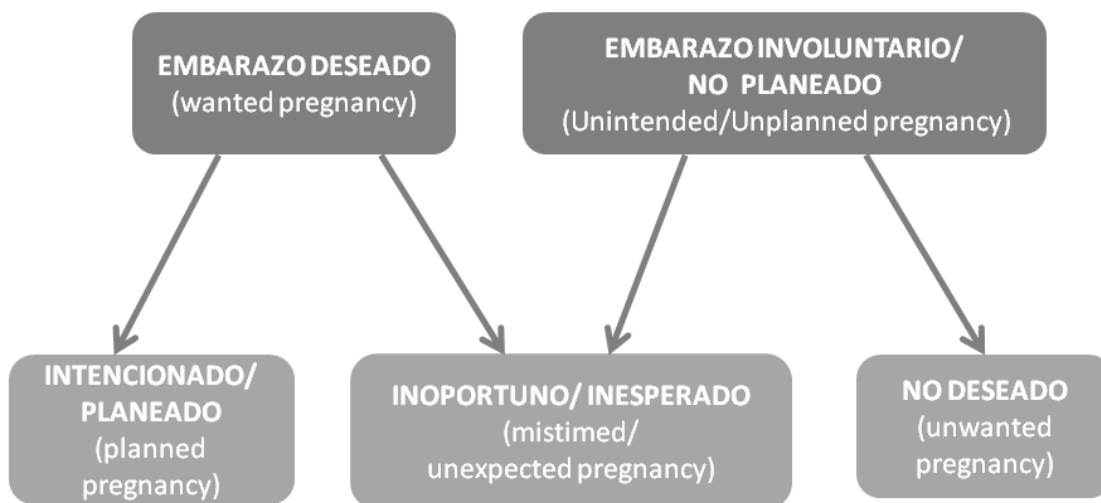 EMBARAZO DESEADO
(wanted pregnancy)
EMBARAZO INVOLUNTARIO/
NO PLANEADO
(Unintended/Unplanned pregnancy)
INTENCIONADO/
PLANEADO
(planned
pregnancy)
INOPORTUNO/ INESPERADO
(mistimed/
unexpected pregnancy)
NO DESEADO
(unwanted
pregnancy)